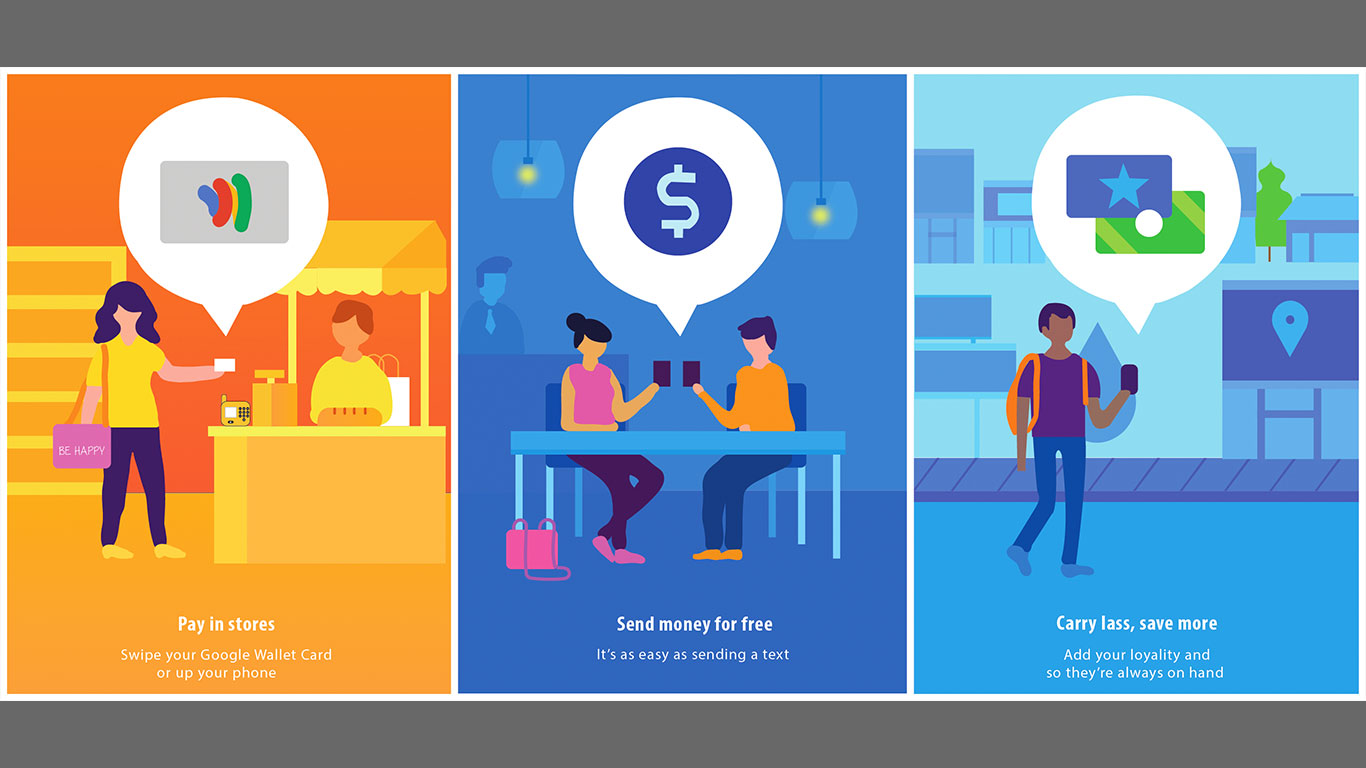 BE HAPPY
Pay in stores
Swipe your Google Wallet Card
or up your phone
$
Send money for free
It's as easy as sending a text
Carry lass, save more
Add your loyality and
so they're always on hand